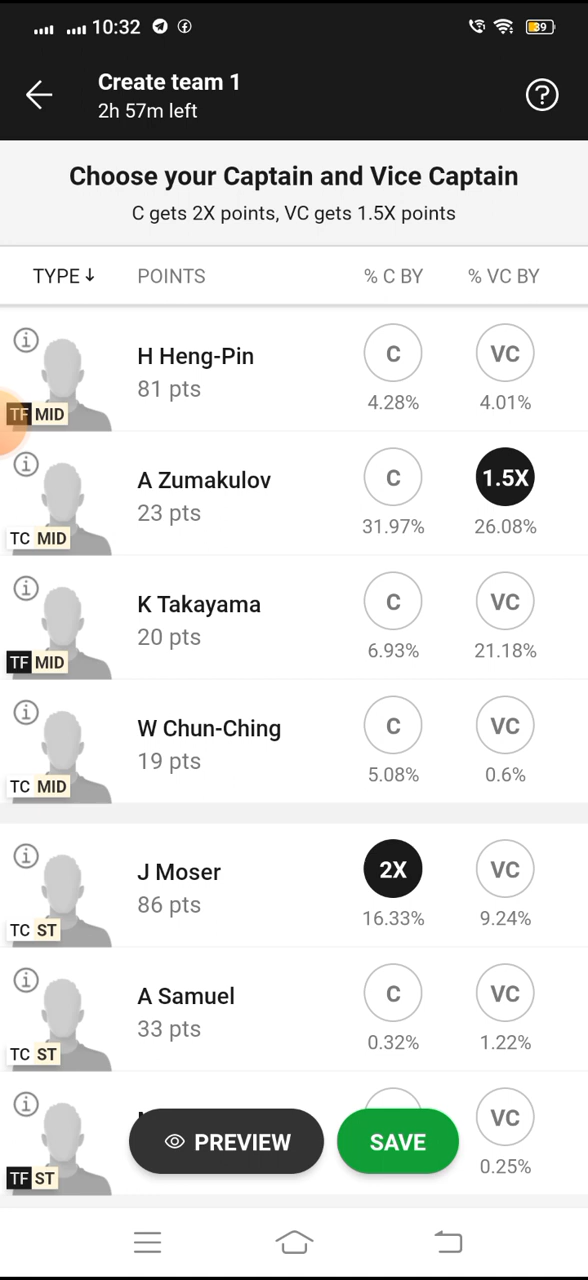 10:32 39
Create team 1
2h 57m left
Choose your Captain and Vice Captain
C gets 2X points, VC gets 1.5X points
TYPE↓ POINTS % C BY % VC BY
H Heng-Pin
81 pts
C VC
4.28% 4.01%
TF MID
A Zumakulov
23 pts
C 1.5X
31.97% 26.08%
TC MID
K Takayama
20 pts
C VC
6.93% 21.18%
TF MID
W Chun-Ching
19 pts
C VC
5.08% 0.6%
TC MID
J Moser
86 pts
2X VC
16.33% 9.24%
TC ST
A Samuel
33 pts
C VC
0.32% 1.22%
TC ST
VC
PREVIEW SAVE
0.25%
TF ST